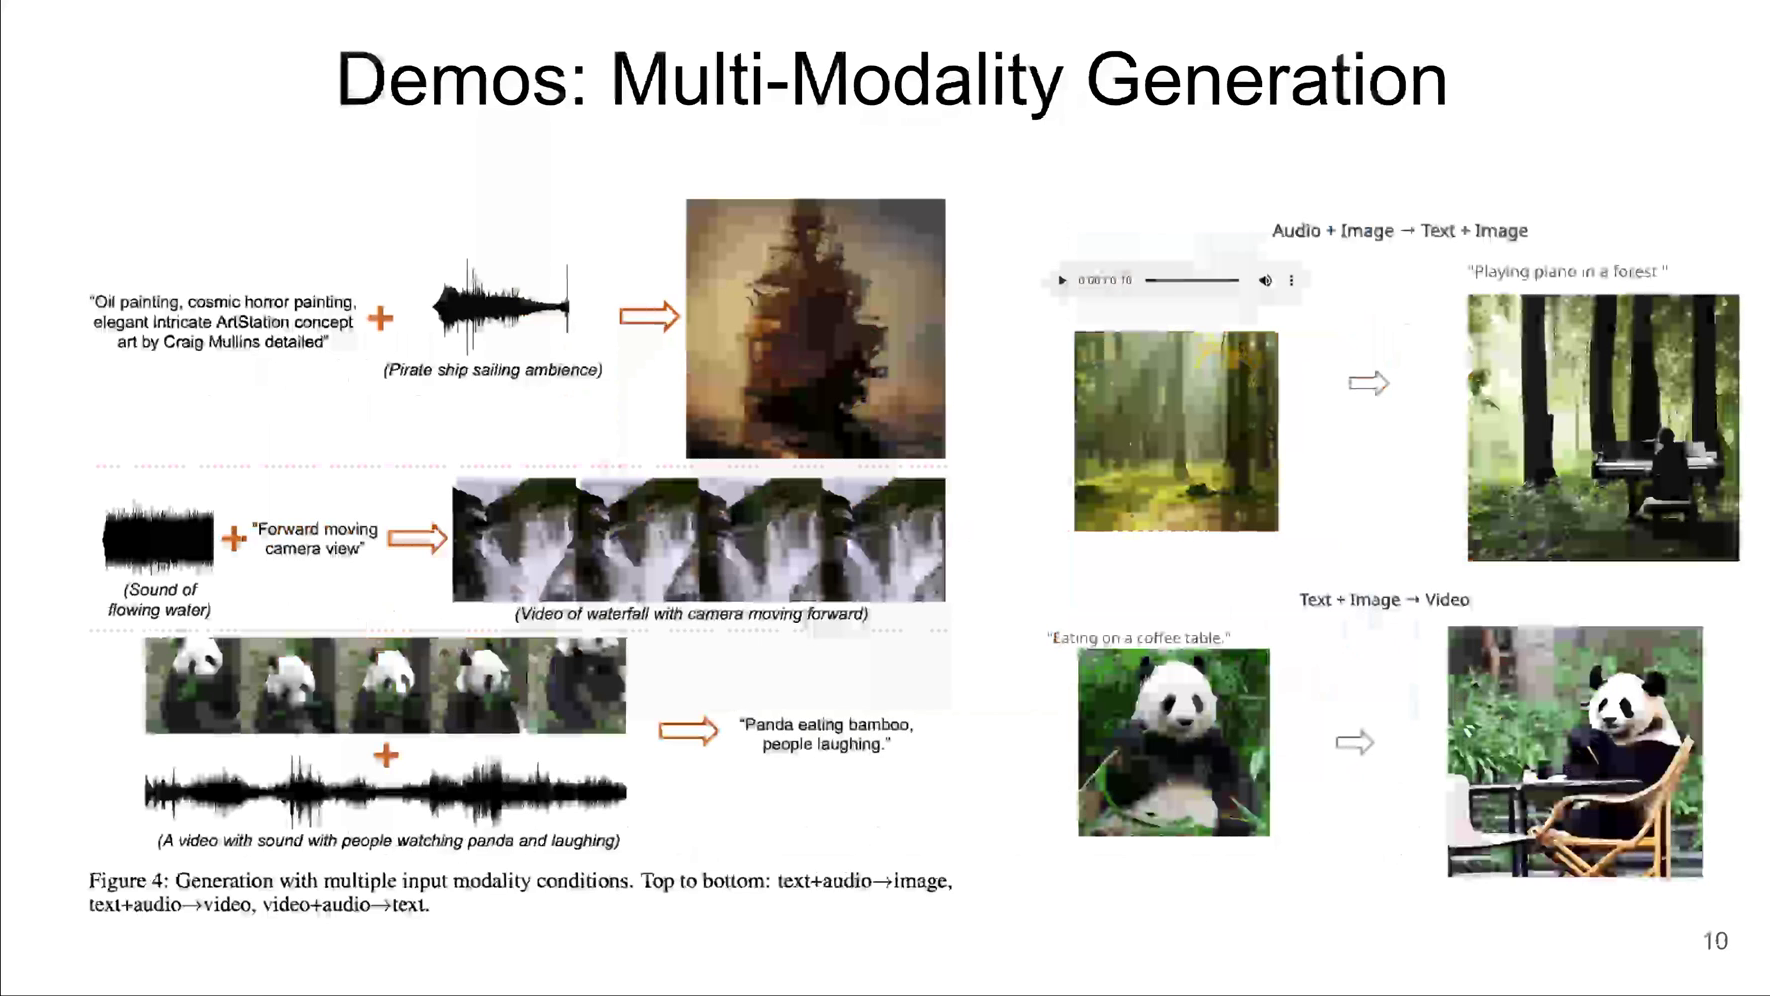 Demos: Multi-Modality Generation
"Oil painting, cosmic horror painting,
elegant intricate ArtStation concept
art by Craig Mullins detailed"
(Pirate ship sailing ambience)
"Forward moving
camera view"
(Sound of
flowing water)
(Video of waterfall with camera moving forward)
"Panda eating bamboo,
people laughing."
(A video with sound with people watching panda and laughing)
Figure 4: Generation with multiple input modality conditions. Top to bottom: text+audio→image,
text+audio→video, video+audio→text.
Audio + Image → Text + Image
"Playing piano in a forest "
Text + Image → Video
"Eating on a coffee table."
10